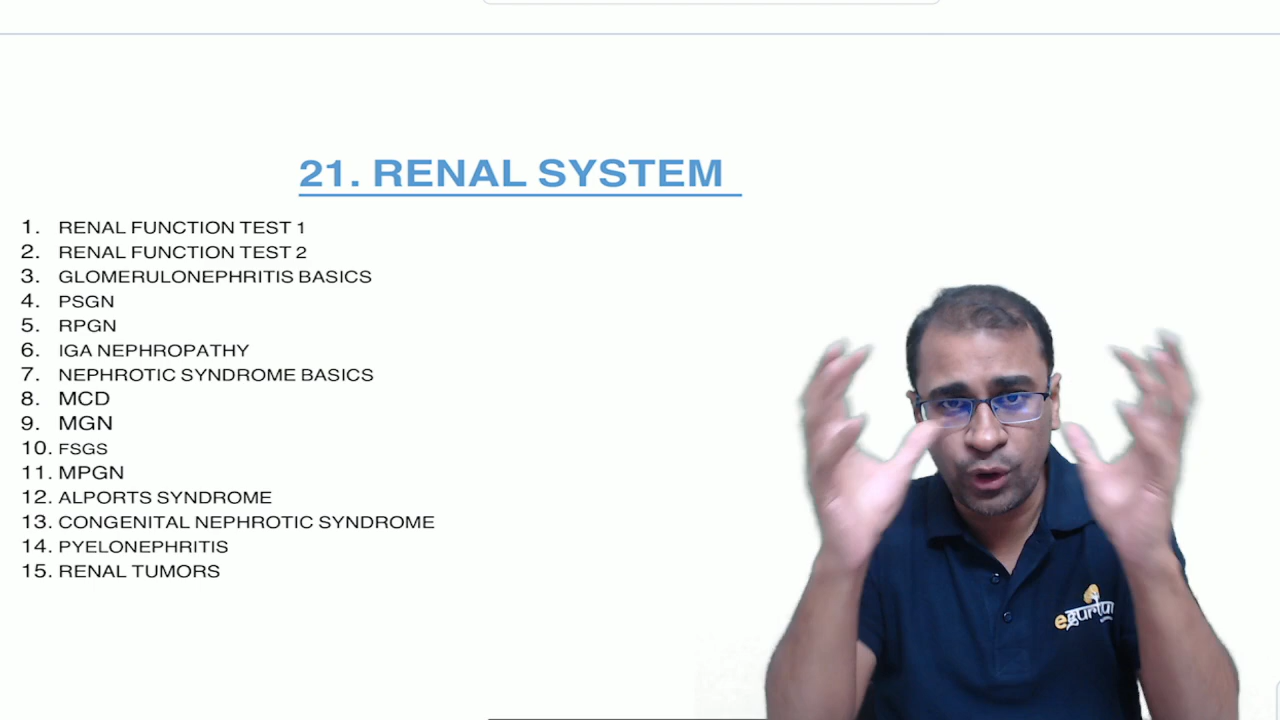 21. RENAL SYSTEM
1. RENAL FUNCTION TEST 1
2. RENAL FUNCTION TEST 2
3. GLOMERULONEPHRITIS BASICS
4. PSGN
5. RPGN
6. IGA NEPHROPATHY
7. NEPHROTIC SYNDROME BASICS
8. MCD
9. MGN
10. FSGS
11. MPGN
12. ALPORTS SYNDROME
13. CONGENITAL NEPHROTIC SYNDROME
14. PYELONEPHRITIS
15. RENAL TUMORS